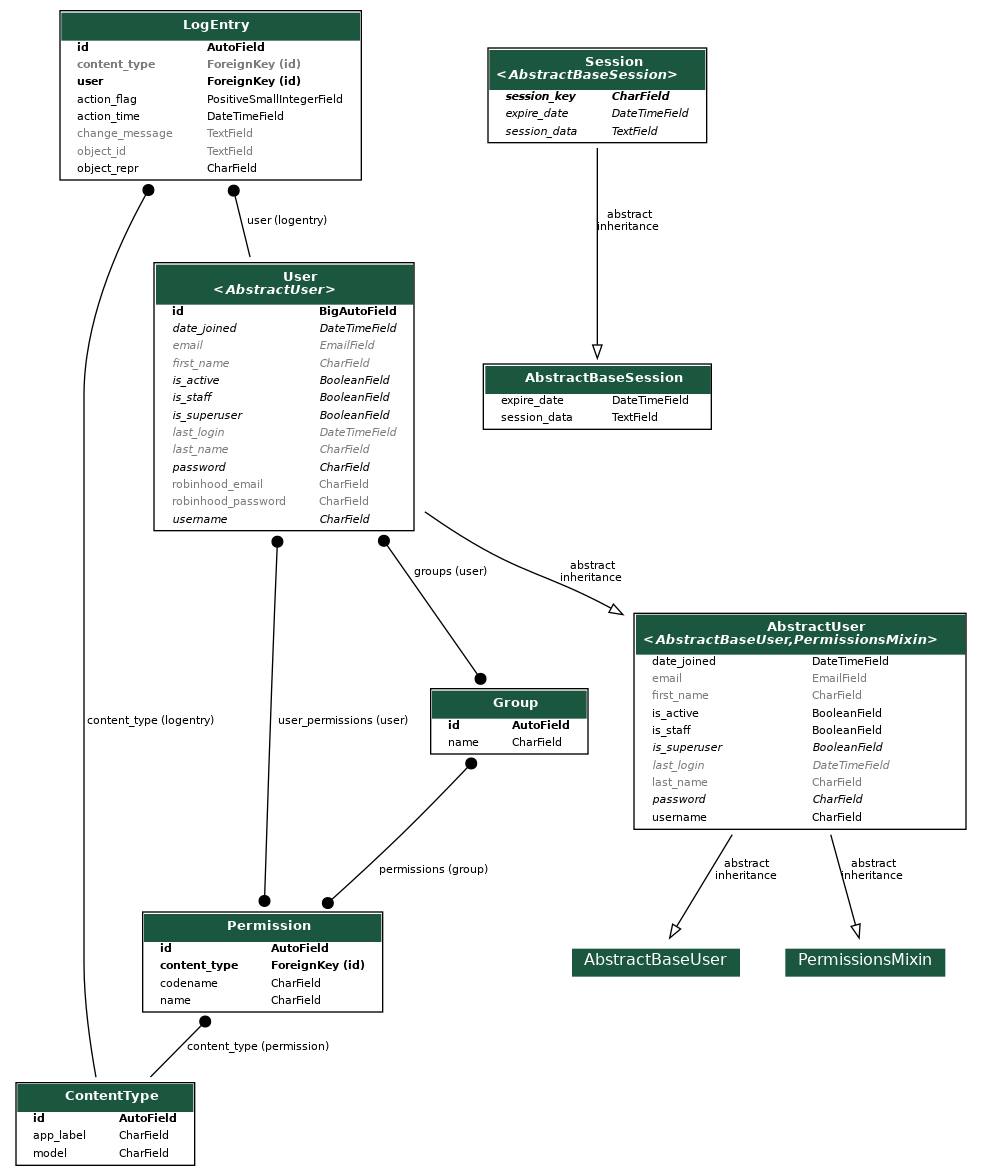 LogEntry
id AutoField
content_type ForeignKey (id)
user ForeignKey (id)
action_flag PositiveSmallIntegerField
action_time DateTimeField
change_message TextField
object_id TextField
object_repr CharField
Session
<AbstractBaseSession>
session_key CharField
expire_date DateTimeField
session_data TextField
user (logentry)
abstract
inheritance
User
<AbstractUser>
id BigAutoField
date_joined DateTimeField
email EmailField
first_name CharField
is_active BooleanField
is_staff BooleanField
is_superuser BooleanField
last_login DateTimeField
last_name CharField
password CharField
robinhood_email CharField
robinhood_password CharField
username CharField
AbstractBaseSession
expire_date DateTimeField
session_data TextField
groups (user)
abstract
inheritance
AbstractUser
<AbstractBaseUser,PermissionsMixin>
date_joined DateTimeField
email EmailField
first_name CharField
is_active BooleanField
is_staff BooleanField
is_superuser BooleanField
last_login DateTimeField
last_name CharField
password CharField
username CharField
content_type (logentry)
user_permissions (user)
Group
id AutoField
name CharField
permissions (group)
abstract
inheritance
abstract
inheritance
Permission
id AutoField
content_type ForeignKey (id)
codename CharField
name CharField
AbstractBaseUser
PermissionsMixin
content_type (permission)
ContentType
id AutoField
app_label CharField
model CharField